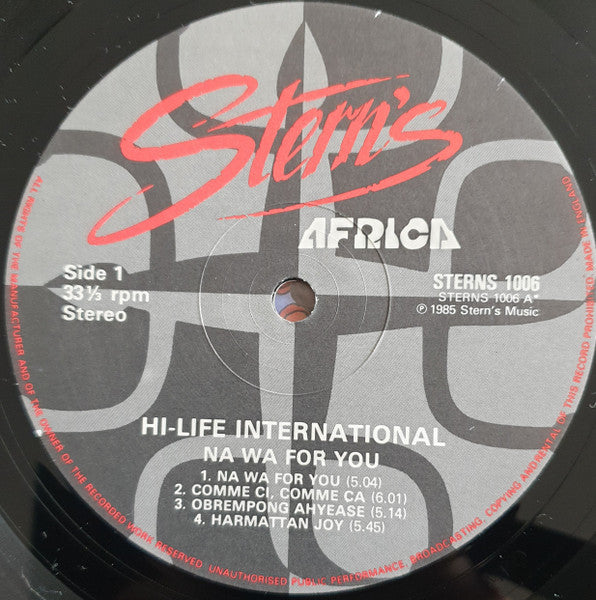 Stern's
AFRICA
Side 1
33⅓ rpm
Stereo
STERNS 1006
STERNS 1006 A*
℗ 1985 Stern's Music
HI-LIFE INTERNATIONAL
NA WA FOR YOU
1. NA WA FOR YOU (5.04)
2. COMME CI, COMME CA (6.01)
3. OBREMPONG AHYEASE (5.14)
4. HARMATTAN JOY (5.45)
ALL RIGHTS OF THE MANUFACTURER AND OF THE OWNER OF THE RECORDED WORK RESERVED. UNAUTHORISED PUBLIC PERFORMANCE, BROADCASTING, COPYING AND RENTAL OF THIS RECORD PROHIBITED. MADE IN ENGLAND